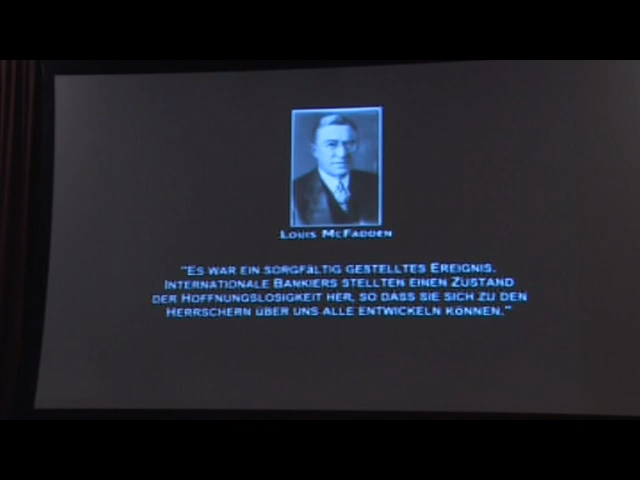 LOUIS MCFADDEN
"ES WAR EIN SORGFÄLTIG GESTELLTES EREIGNIS.
INTERNATIONALE BANKIERS STELLTEN EINEN ZUSTAND
DER HOFFNUNGSLOSIGKEIT HER, SO DASS SIE SICH ZU DEN
HERRSCHERN ÜBER UNS ALLE ENTWICKELN KÖNNEN."